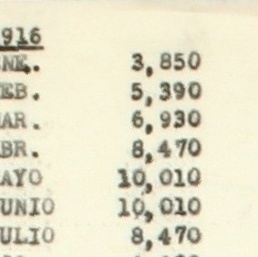 916
NE. 3,850
EB. 5,390
AR. 6,930
BR. 8,470
AYO 10,010
UNIO 10,010
ULIO 8,470